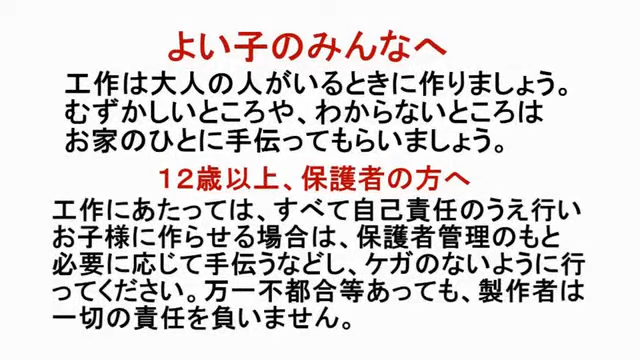 よい子のみんなへ
工作は大人の人がいるときに作りましょう。
むずかしいところや、わからないところは
お家のひとに手伝ってもらいましょう。
12歳以上、保護者の方へ
工作にあたっては、すべて自己責任のうえ行い
お子様に作らせる場合は、保護者管理のもと
必要に応じて手伝うなどし、ケガのないように行
ってください。万一不都合等あっても、製作者は
一切の責任を負いません。